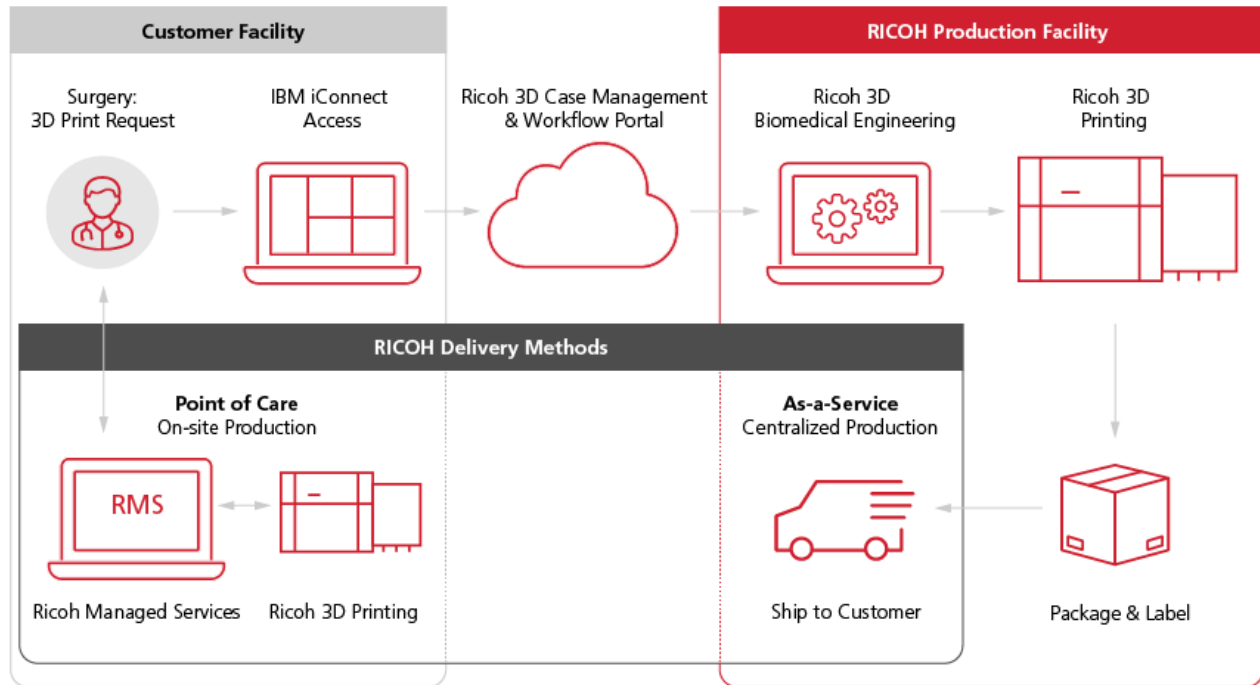 Customer Facility
RICOH Production Facility
Surgery:
3D Print Request
IBM iConnect
Access
Ricoh 3D Case Management
& Workflow Portal
Ricoh 3D
Biomedical Engineering
Ricoh 3D
Printing
RICOH Delivery Methods
Point of Care
On-site Production
As-a-Service
Centralized Production
RMS
Ricoh Managed Services
Ricoh 3D Printing
Ship to Customer
Package & Label